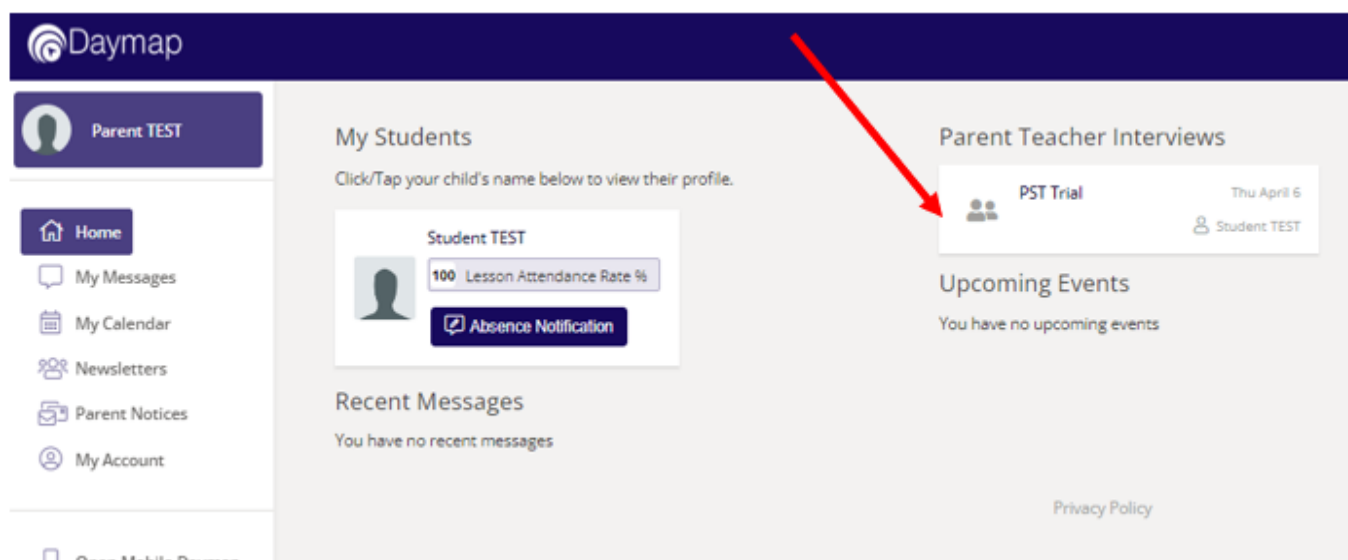 Daymap
Parent TEST
Home
My Messages
My Calendar
Newsletters
Parent Notices
My Account
Open Mobile Daymap
My Students
Click/Tap your child's name below to view their profile.
Student TEST
100 Lesson Attendance Rate %
Absence Notification
Recent Messages
You have no recent messages
Parent Teacher Interviews
PST Trial
Thu April 6
Student TEST
Upcoming Events
You have no upcoming events
Privacy Policy